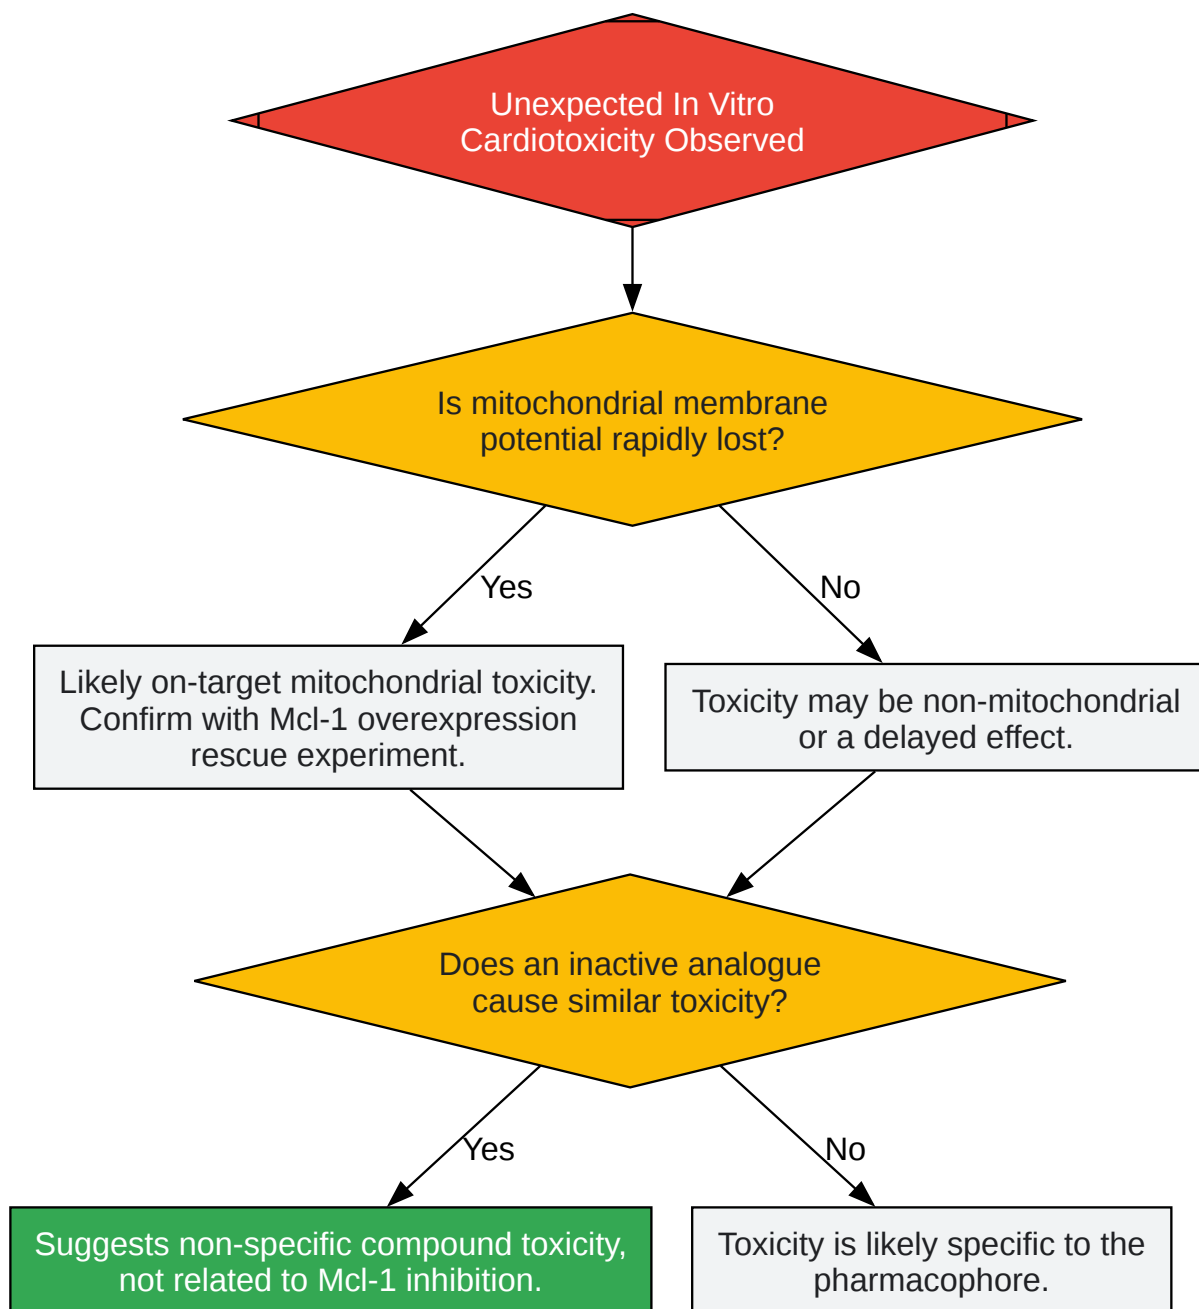 Unexpected In Vitro
Cardiotoxicity Observed
Is mitochondrial membrane
potential rapidly lost?
Yes
No
Likely on-target mitochondrial toxicity.
Confirm with Mcl-1 overexpression
rescue experiment.
Toxicity may be non-mitochondrial
or a delayed effect.
Does an inactive analogue
cause similar toxicity?
Yes
No
Suggests non-specific compound toxicity,
not related to Mcl-1 inhibition.
Toxicity is likely specific to the
pharmacophore.